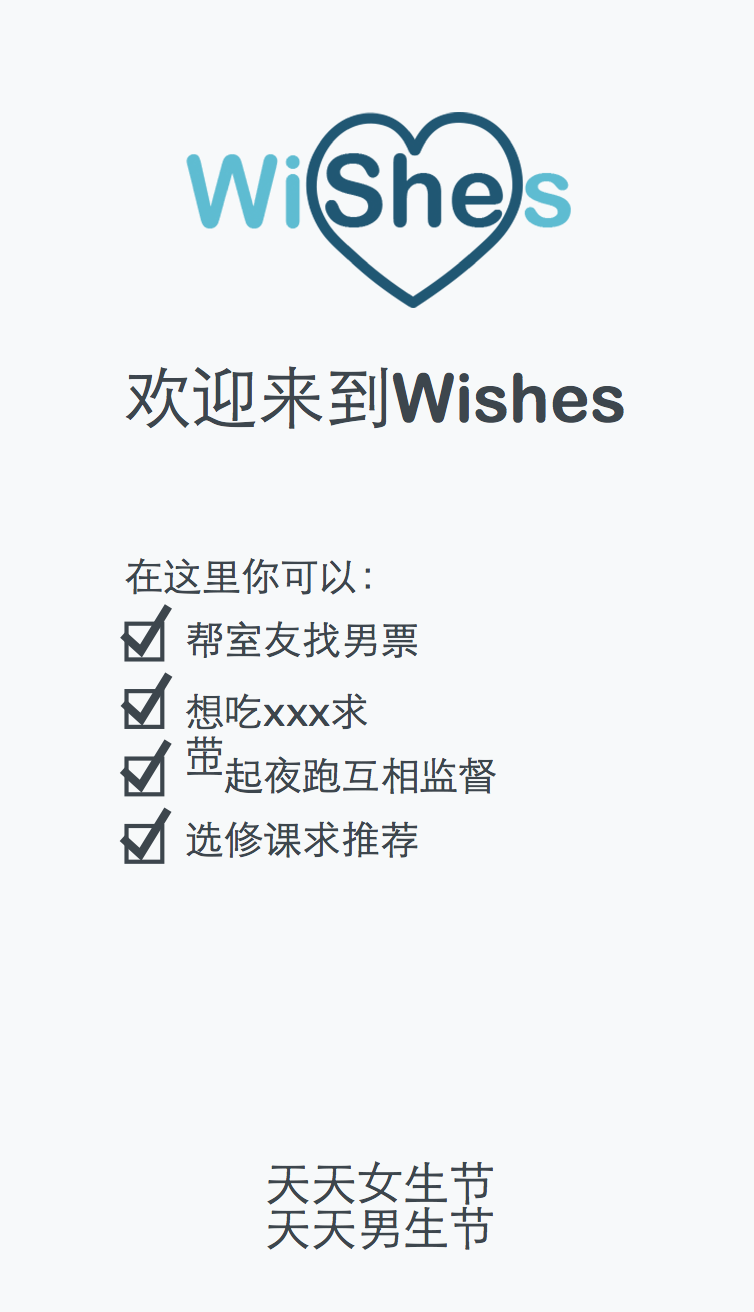 WiShes
欢迎来到Wishes
在这里你可以：
帮室友找男票
想吃xxx求
带
起夜跑互相监督
选修课求推荐
天天女生节
天天男生节